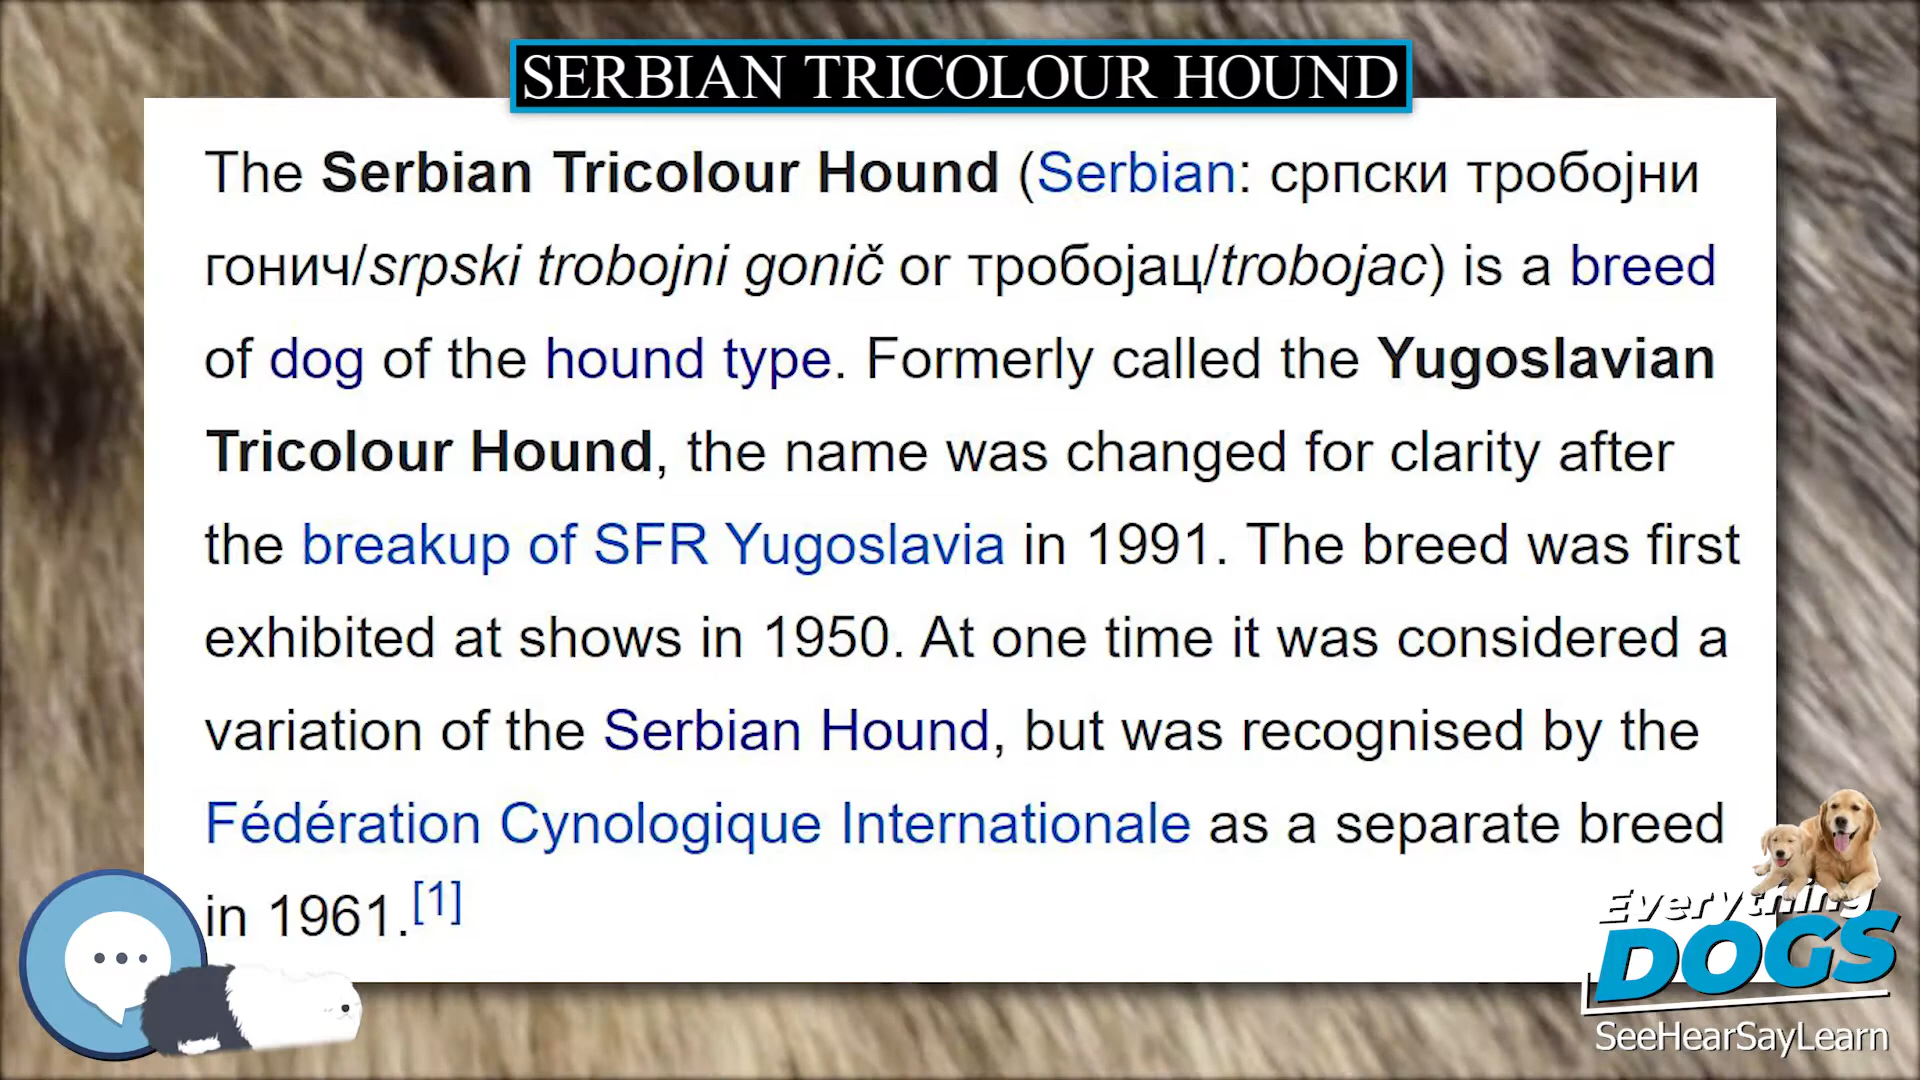 SERBIAN TRICOLOUR HOUND
The Serbian Tricolour Hound (Serbian: српски тробојни
гонич/srpski trobojni gonič or тробојац/trobojac) is a breed
of dog of the hound type. Formerly called the Yugoslavian
Tricolour Hound, the name was changed for clarity after
the breakup of SFR Yugoslavia in 1991. The breed was first
exhibited at shows in 1950. At one time it was considered a
variation of the Serbian Hound, but was recognised by the
Fédération Cynologique Internationale as a separate breed
in 1961.[1]
Everything
DOGS
SeeHearSayLearn